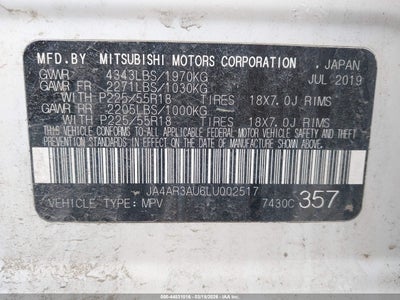 MFD.BY MITSUBISHI MOTORS CORPORATION, JAPAN
GVWR 4343LBS/1970KG JUL 2019
GAWR FR 2271LBS/1030KG
WITH P225/55R18 TIRES 18X7.0J RIMS
GAWR RR 2205LBS/1000KG
WITH P225/55R18 TIRES 18X7.0J RIMS
THIS VEHICLE CONFORMS TO ALL APPLICABLE FEDERAL MOTOR VEHICLE SAFETY, BUMPER, AND THEFT
PREVENTION STANDARDS IN EFFECT ON THE DATE OF MANUFACTURE SHOWN ABOVE.
JA4AR3AU6LU002517
VEHICLE TYPE: MPV 7430C 357